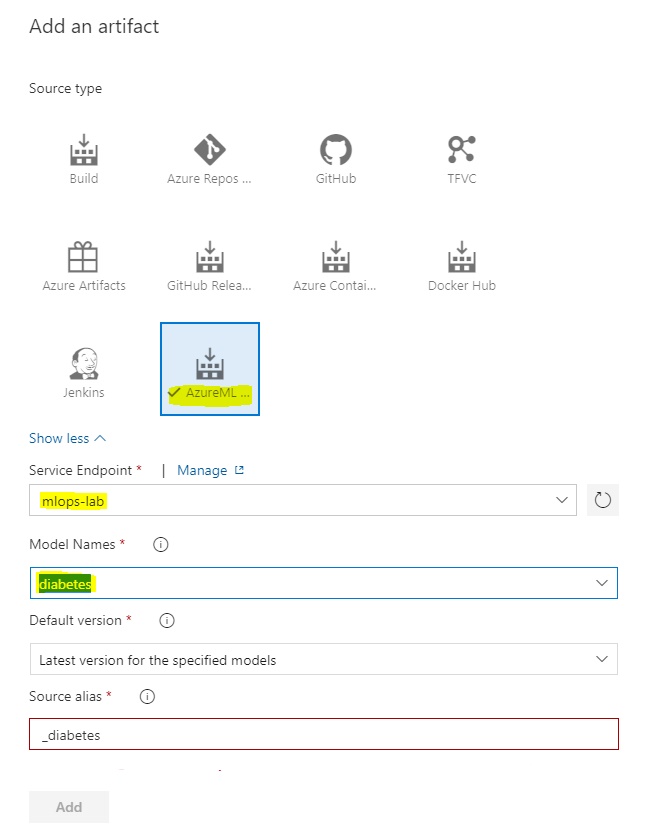 Add an artifact
Source type
Build
Azure Repos ...
GitHub
TFVC
Azure Artifacts
GitHub Relea...
Azure Contai...
Docker Hub
Jenkins
AzureML ...
Show less
Service Endpoint * | Manage
mlops-lab
Model Names *
diabetes
Default version *
Latest version for the specified models
Source alias *
_diabetes
Add